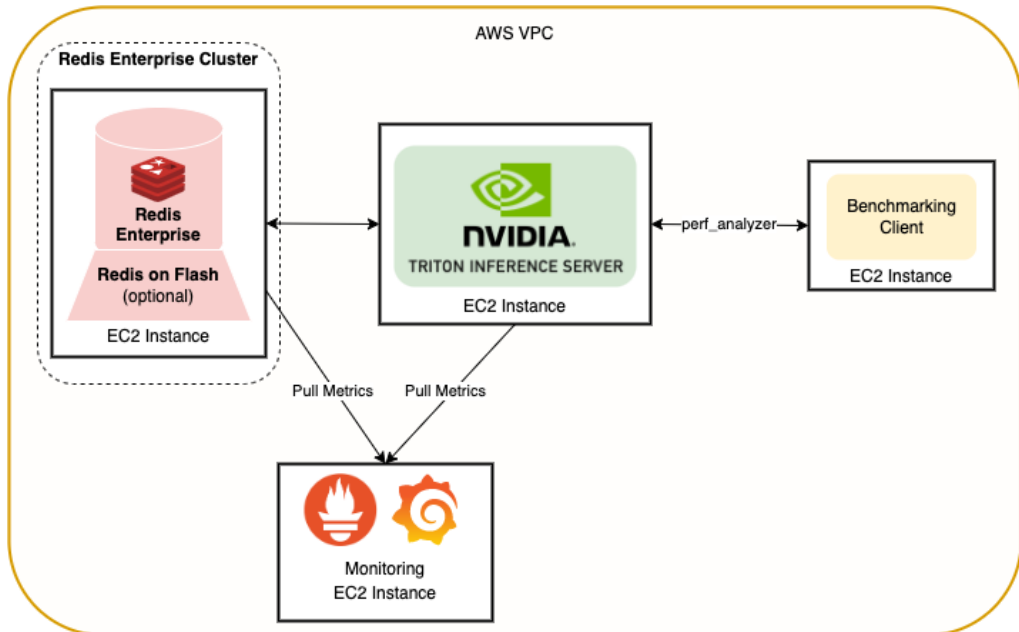 AWS VPC
Redis Enterprise Cluster
Redis
Enterprise
Redis on Flash
(optional)
EC2 Instance
NVIDIA.
TRITON INFERENCE SERVER
EC2 Instance
perf_analyzer
Benchmarking
Client
EC2 Instance
Pull Metrics
Pull Metrics
Monitoring
EC2 Instance